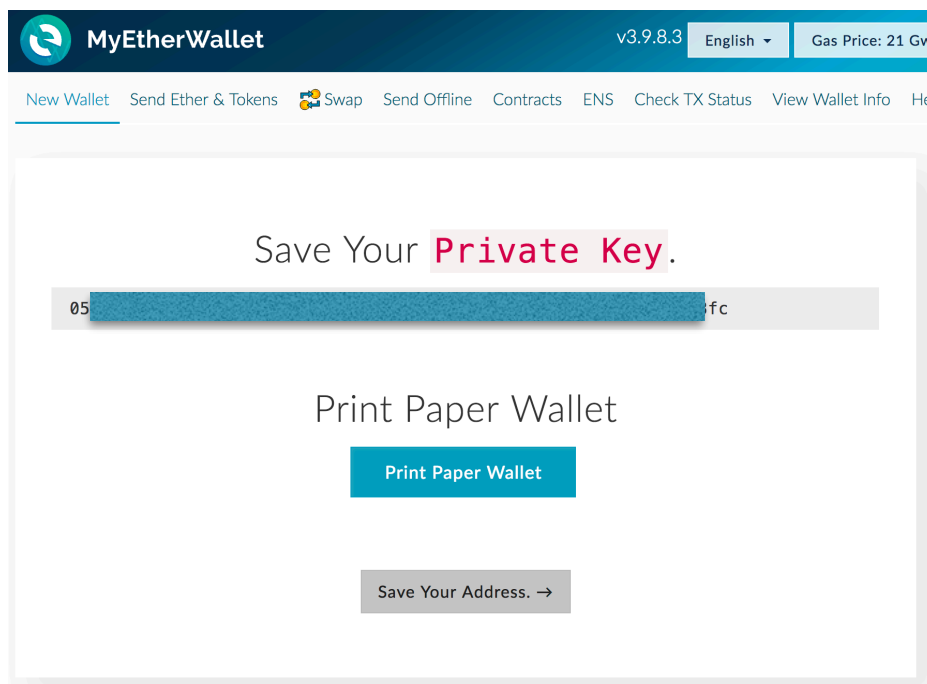 MyEtherWallet
v3.9.8.3 English Gas Price: 21 Gw
New Wallet Send Ether & Tokens Swap Send Offline Contracts ENS Check TX Status View Wallet Info He
Save Your Private Key.
05 fc
Print Paper Wallet
Print Paper Wallet
Save Your Address. →